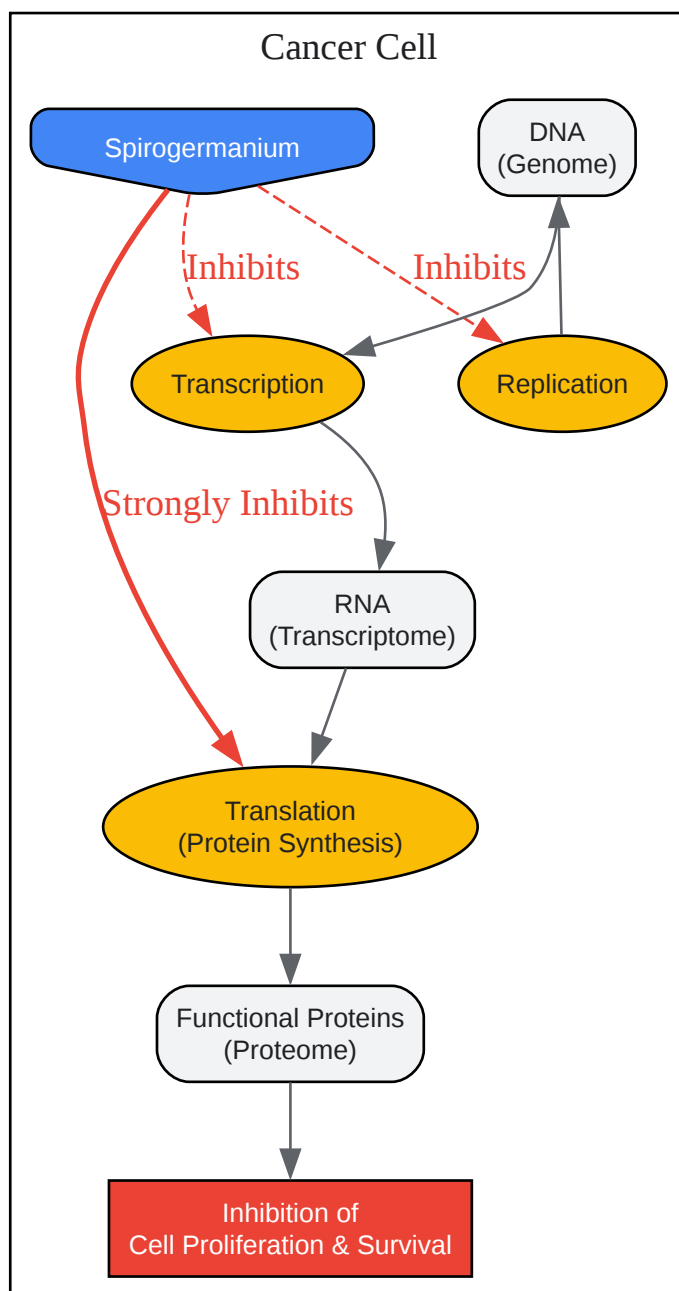 Cancer Cell
Spirogermanium
DNA
(Genome)
Inhibits
Inhibits
Transcription
Replication
Strongly Inhibits
RNA
(Transcriptome)
Translation
(Protein Synthesis)
Functional Proteins
(Proteome)
Inhibition of
Cell Proliferation & Survival